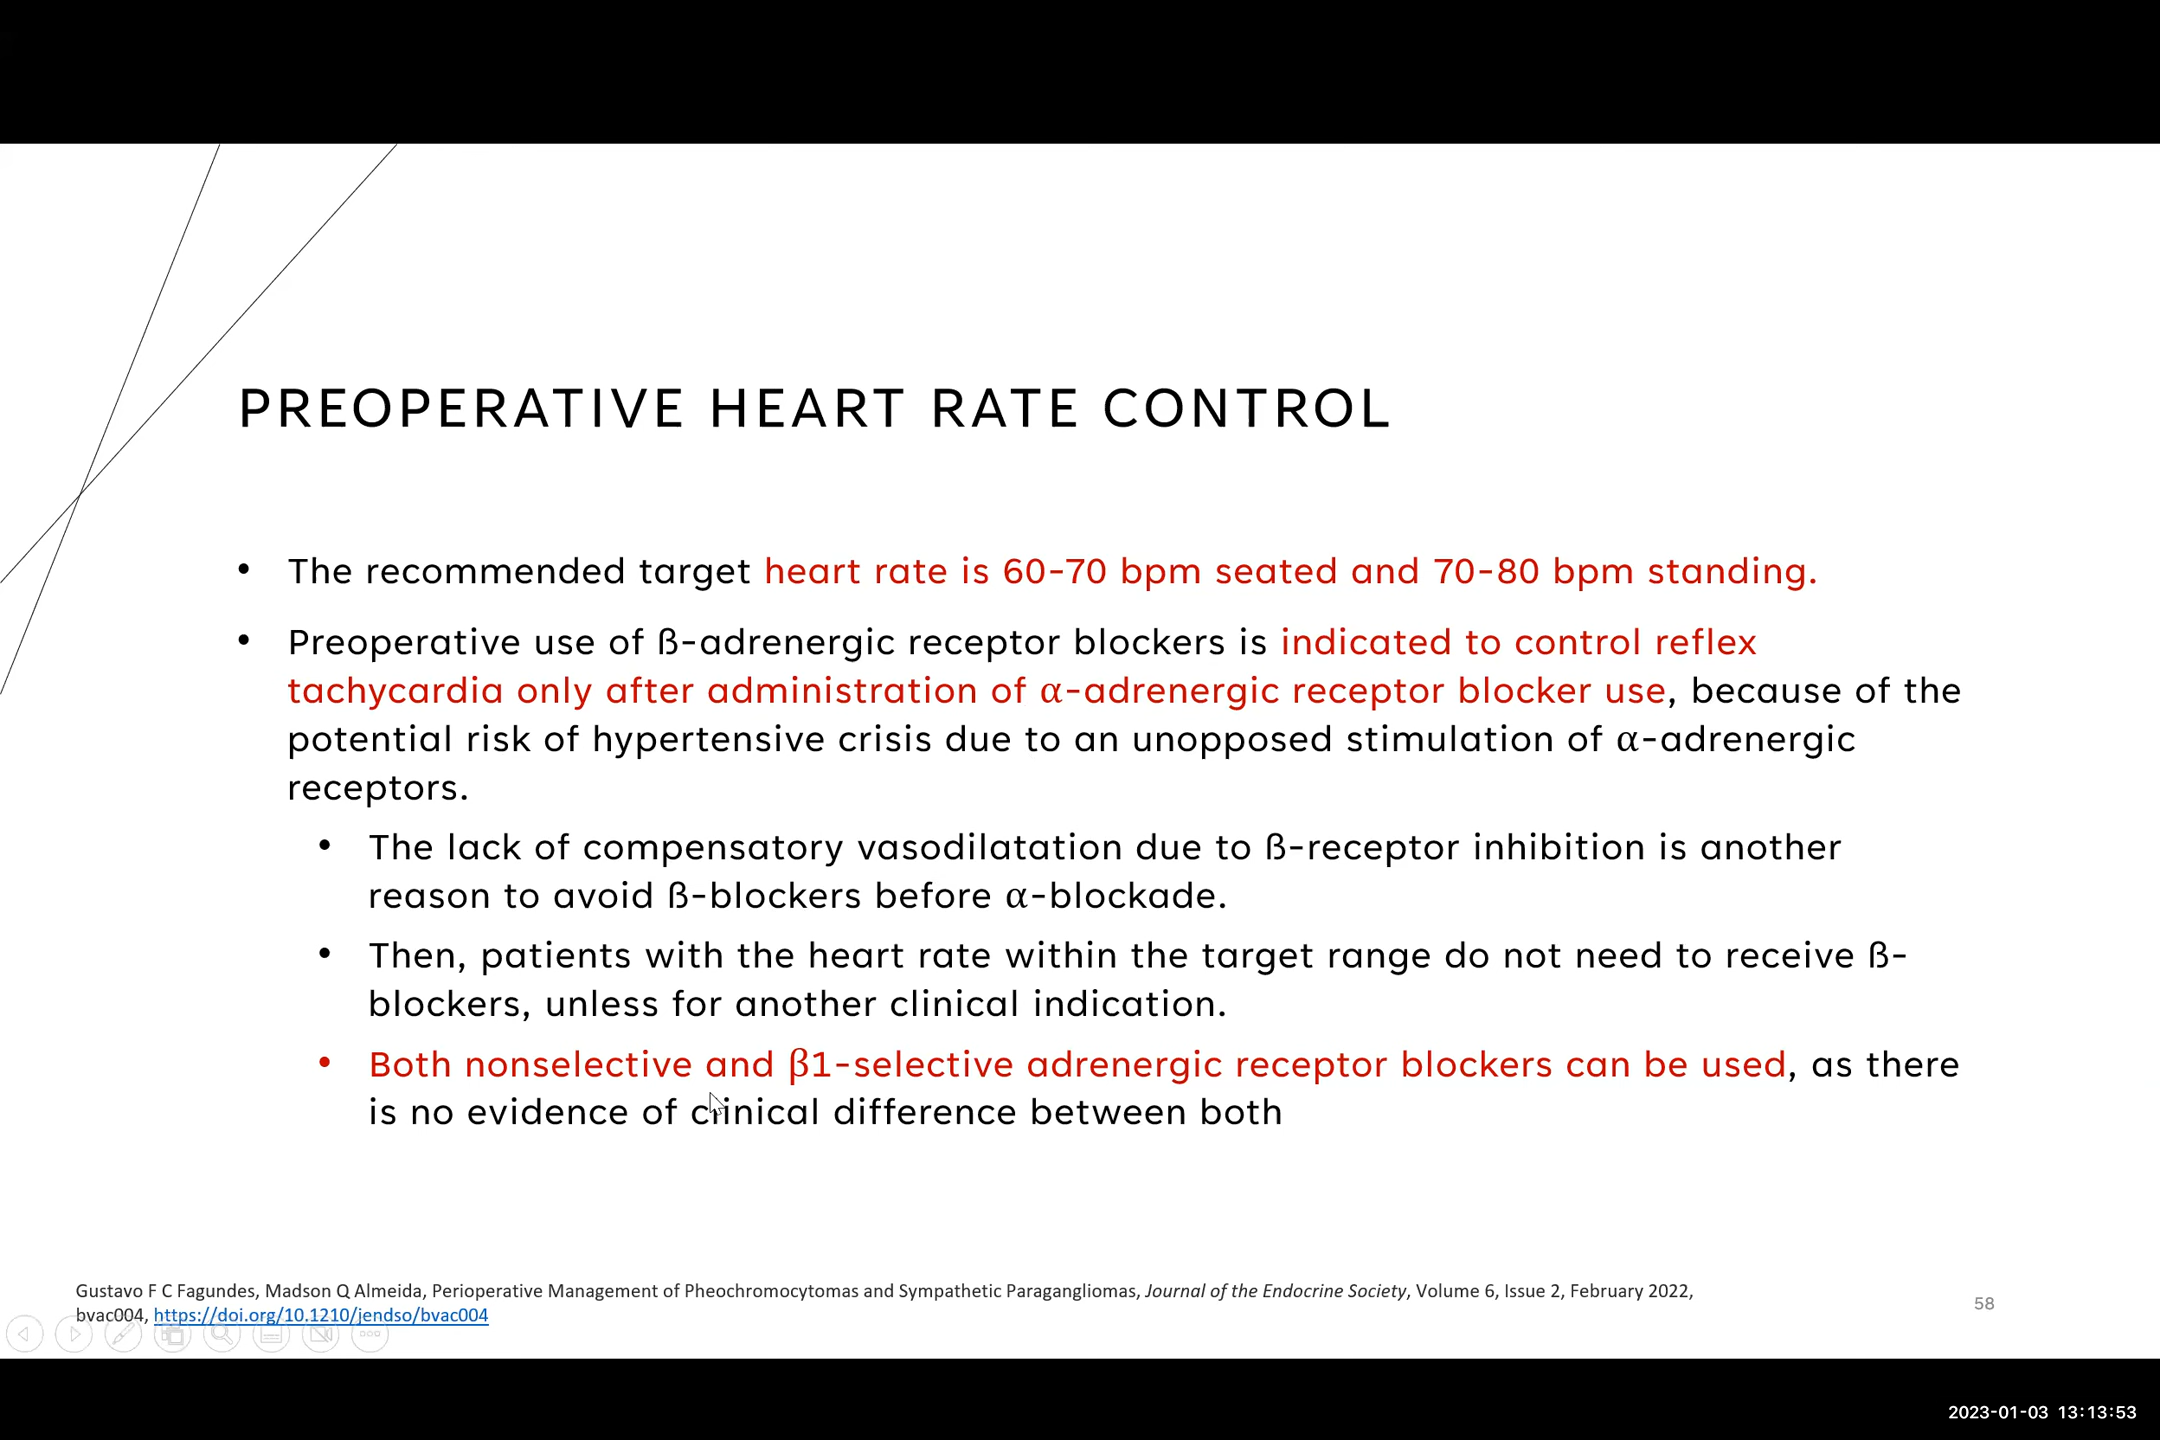 PREOPERATIVE HEART RATE CONTROL
• The recommended target heart rate is 60-70 bpm seated and 70-80 bpm standing.
• Preoperative use of ß-adrenergic receptor blockers is indicated to control reflex
tachycardia only after administration of α-adrenergic receptor blocker use, because of the
potential risk of hypertensive crisis due to an unopposed stimulation of α-adrenergic
receptors.
• The lack of compensatory vasodilatation due to ß-receptor inhibition is another
reason to avoid ß-blockers before α-blockade.
• Then, patients with the heart rate within the target range do not need to receive ß-
blockers, unless for another clinical indication.
• Both nonselective and β1-selective adrenergic receptor blockers can be used, as there
is no evidence of clinical difference between both
Gustavo F C Fagundes, Madson Q Almeida, Perioperative Management of Pheochromocytomas and Sympathetic Paragangliomas, Journal of the Endocrine Society, Volume 6, Issue 2, February 2022,
bvac004, https://doi.org/10.1210/jendso/bvac004
58
2023-01-03 13:13:53